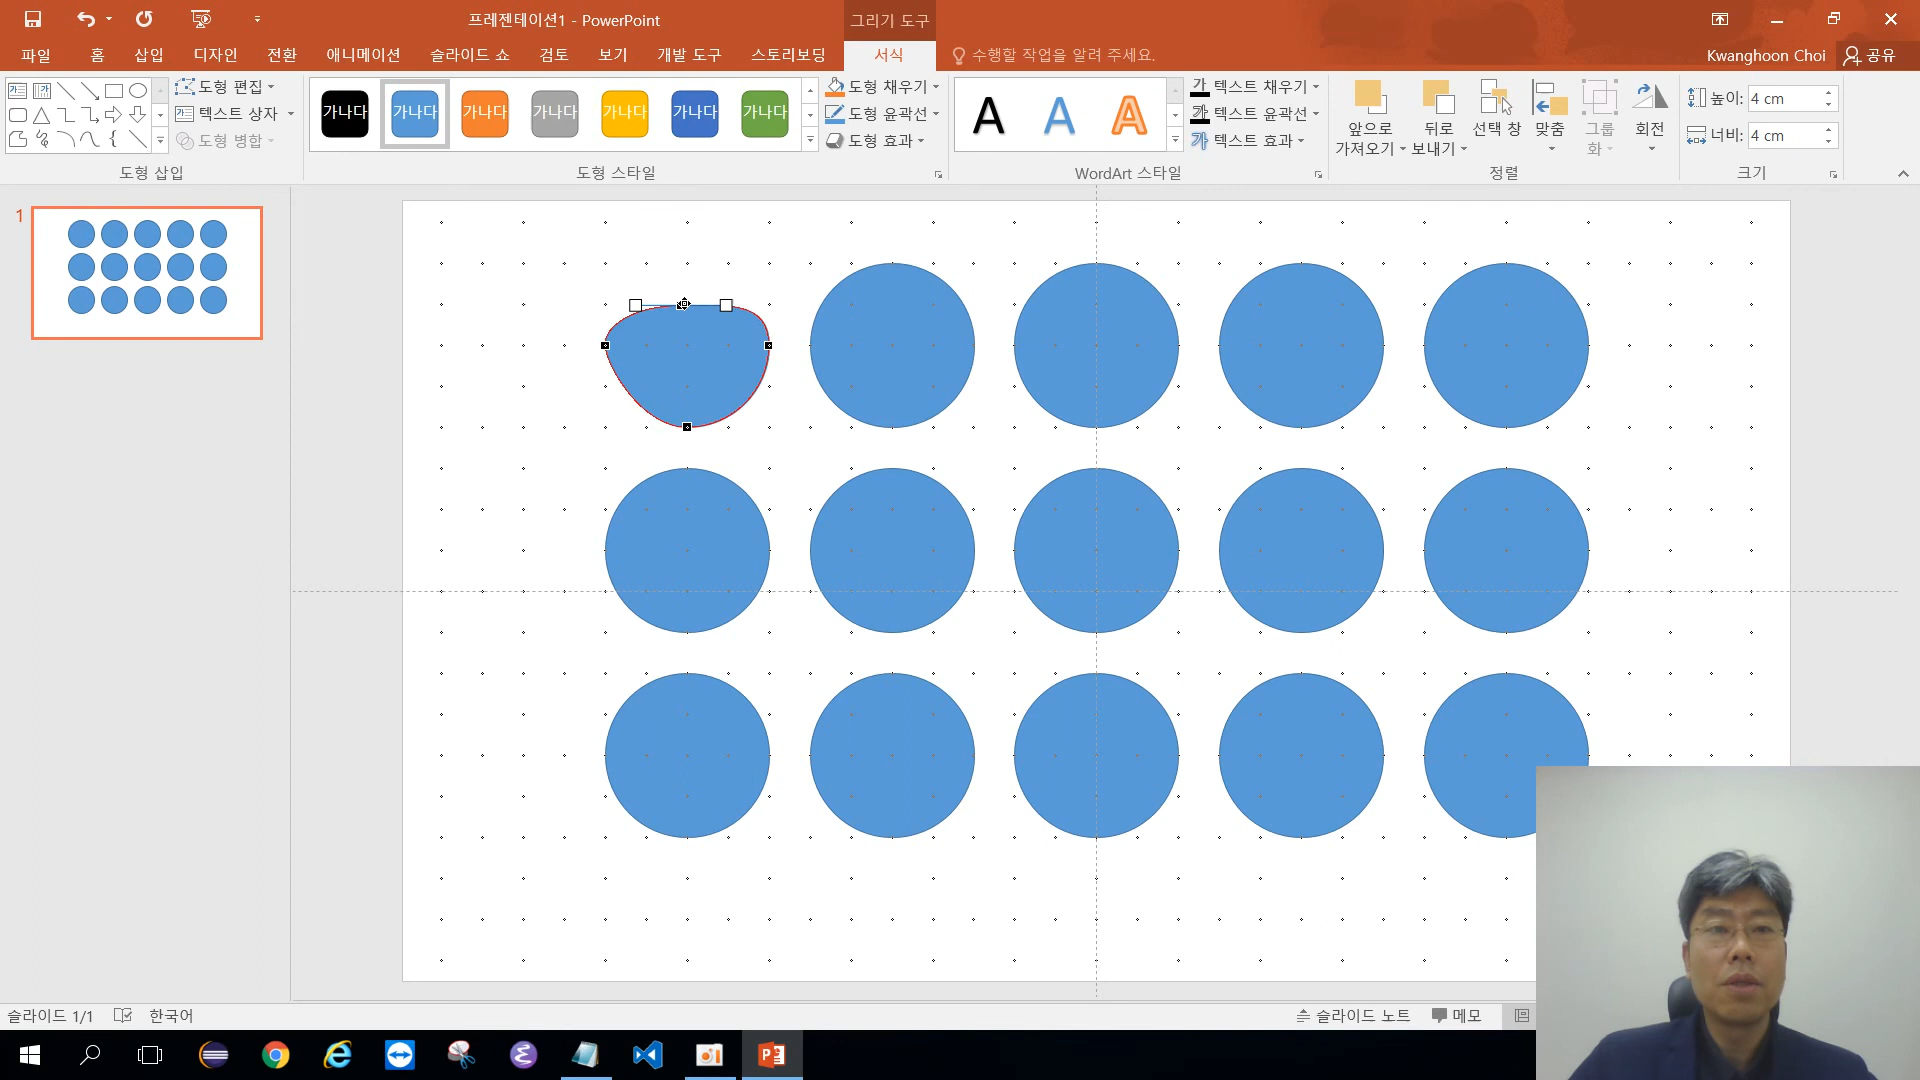 프레젠테이션1 - PowerPoint
그리기 도구
파일 홈 삽입 디자인 전환 애니메이션 슬라이드 쇼 검토 보기 개발 도구 스토리보딩 서식 수행할 작업을 알려 주세요. Kwanghoon Choi 공유
도형 편집
텍스트 상자
도형 병합
도형 삽입
가나다 가나다 가나다 가나다 가나다 가나다 가나다
도형 채우기
도형 윤곽선
도형 효과
도형 스타일
A A A
텍스트 채우기
텍스트 윤곽선
텍스트 효과
WordArt 스타일
앞으로 가져오기
뒤로 보내기
선택 창
맞춤
그룹화
회전
정렬
높이: 4 cm
너비: 4 cm
크기
1
슬라이드 1/1 한국어 슬라이드 노트 메모